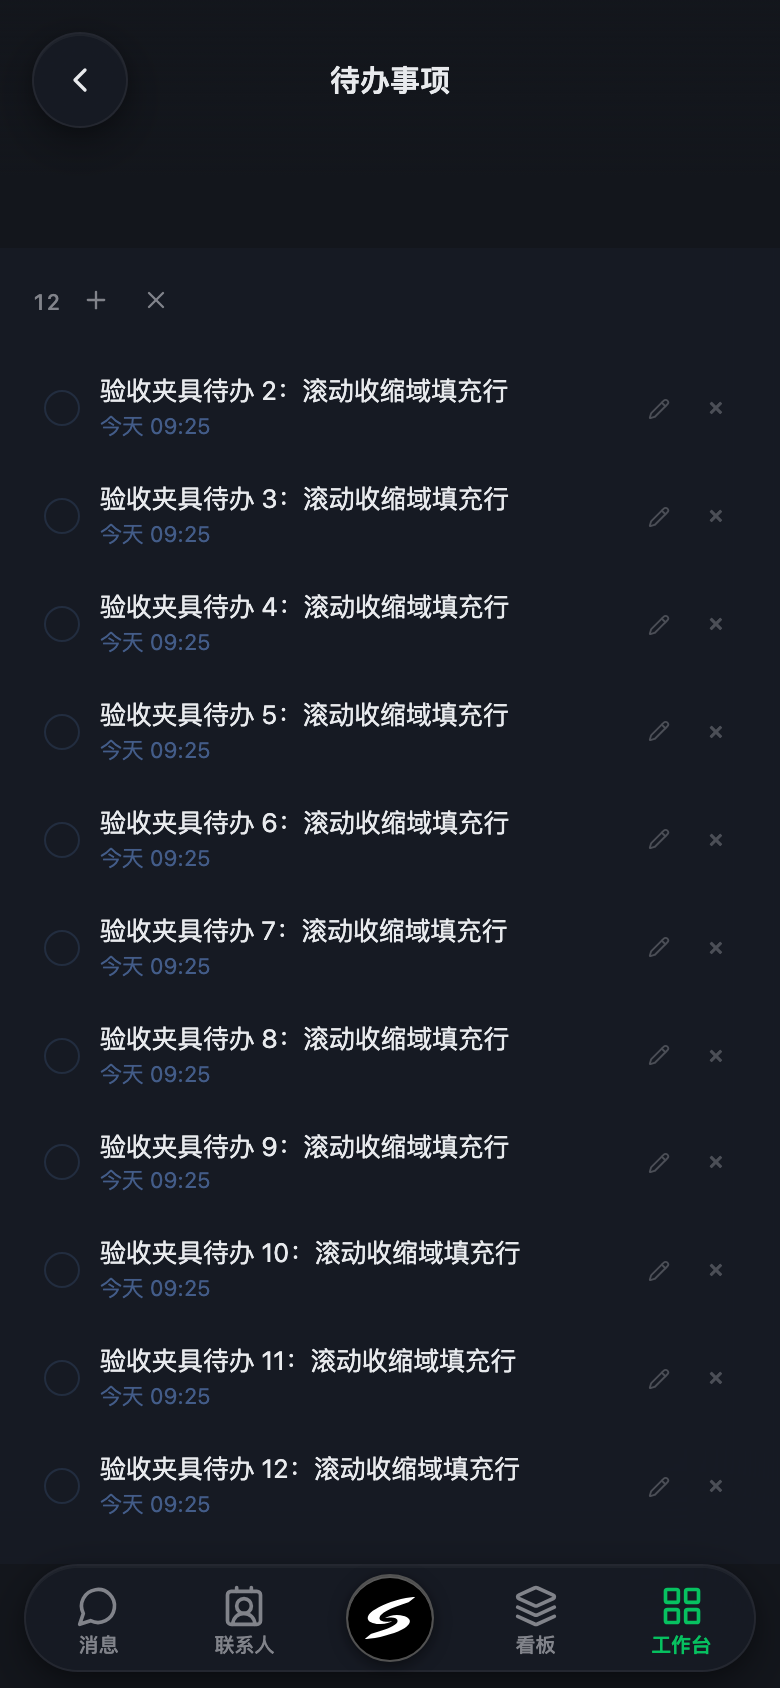 待办事项
12
验收夹具待办 2：滚动收缩域填充行
今天 09:25
验收夹具待办 3：滚动收缩域填充行
今天 09:25
验收夹具待办 4：滚动收缩域填充行
今天 09:25
验收夹具待办 5：滚动收缩域填充行
今天 09:25
验收夹具待办 6：滚动收缩域填充行
今天 09:25
验收夹具待办 7：滚动收缩域填充行
今天 09:25
验收夹具待办 8：滚动收缩域填充行
今天 09:25
验收夹具待办 9：滚动收缩域填充行
今天 09:25
验收夹具待办 10：滚动收缩域填充行
今天 09:25
验收夹具待办 11：滚动收缩域填充行
今天 09:25
验收夹具待办 12：滚动收缩域填充行
今天 09:25
消息
联系人
看板
工作台